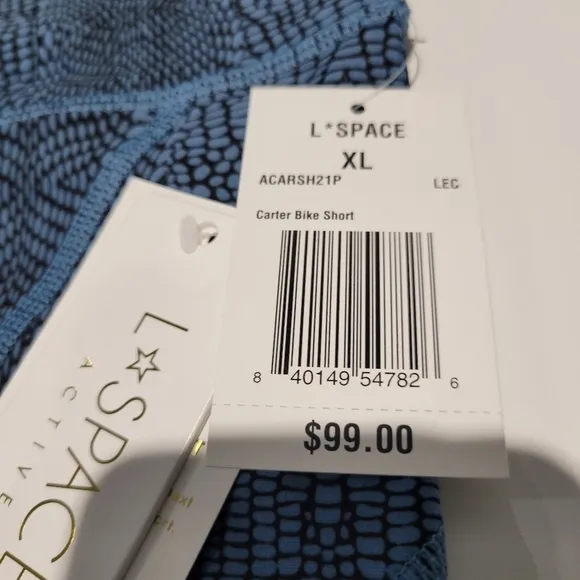 L*SPACE
XL
ACARSH21P LEC
Carter Bike Short
8 40149 54782 6
$99.00
L☆SPACE
ACTIVE